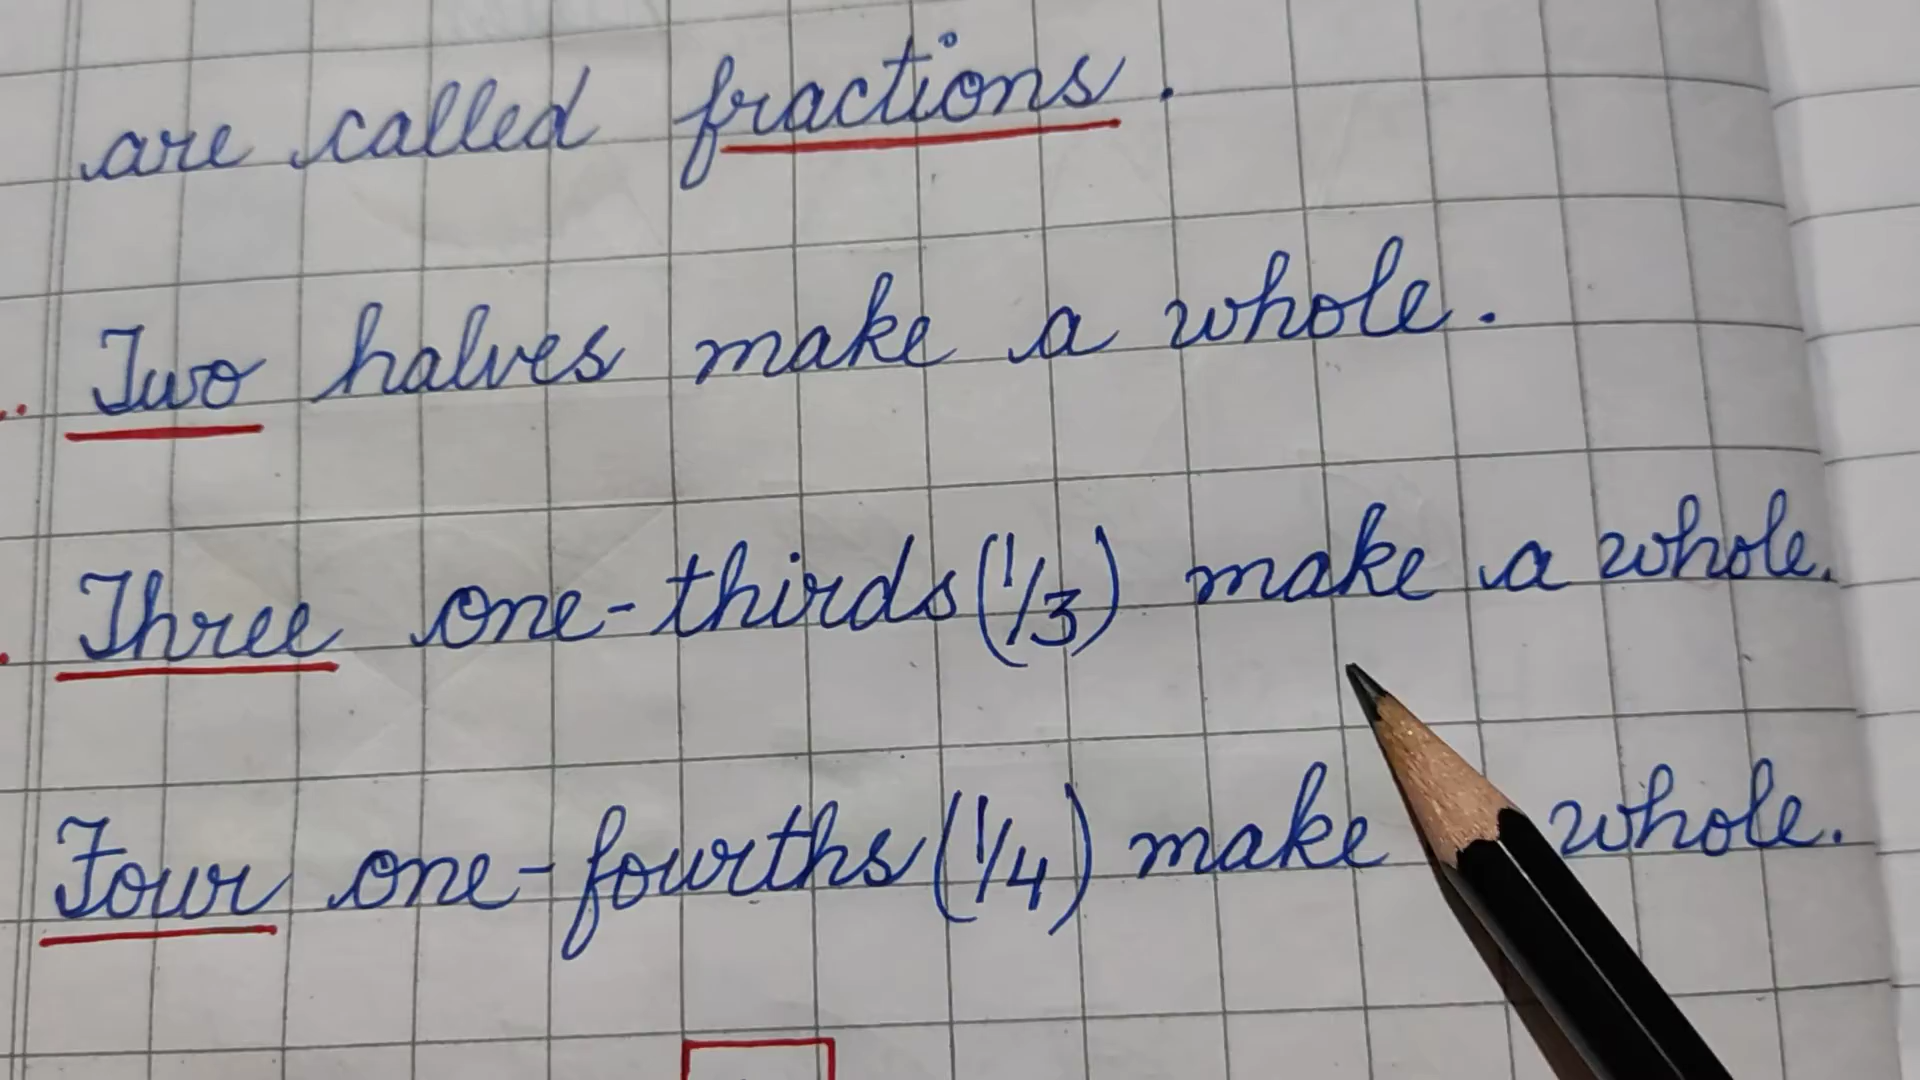 are called fractions.
Two halves make a whole.
Three one-thirds (1/3) make a whole.
Four one-fourths (1/4) make whole.